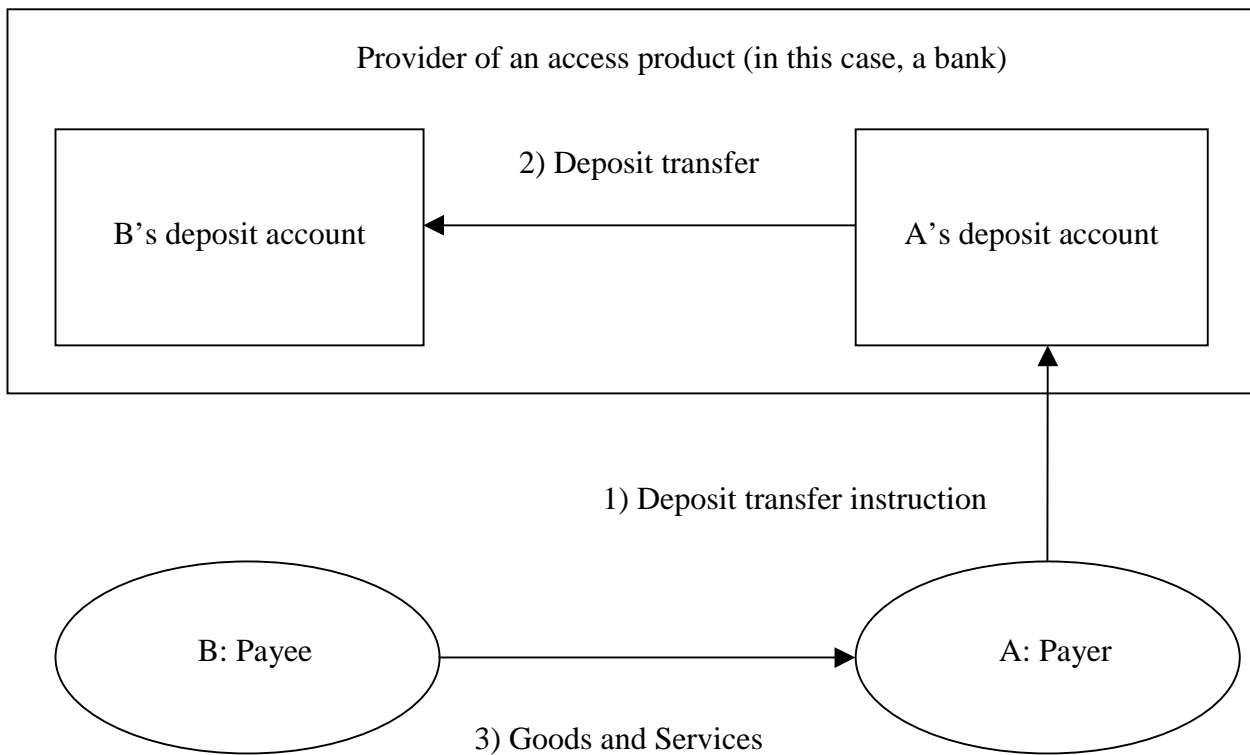 Provider of an access product (in this case, a bank)
2) Deposit transfer
B’s deposit account
A’s deposit account
1) Deposit transfer instruction
B: Payee
A: Payer
3) Goods and Services